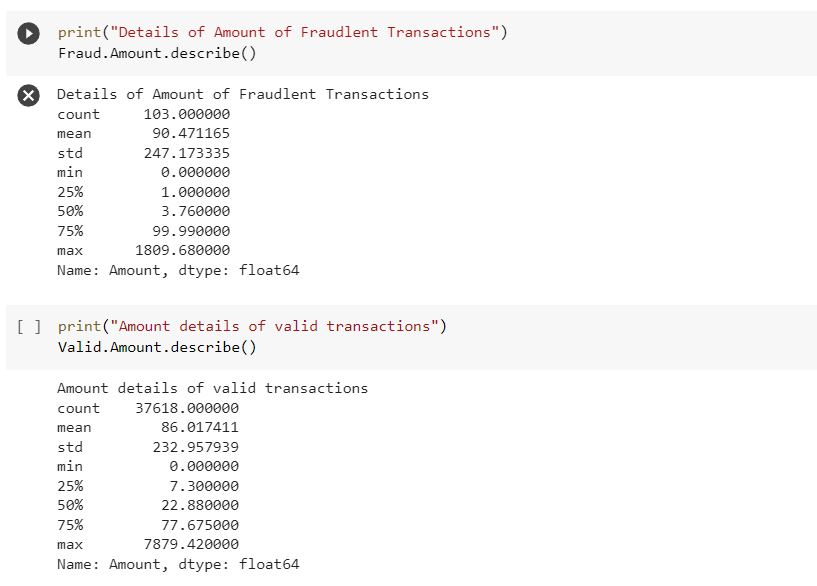 print("Details of Amount of Fraudlent Transactions")
Fraud.Amount.describe()
Details of Amount of Fraudlent Transactions
count     103.000000
mean       90.471165
std       247.173335
min         0.000000
25%         1.000000
50%         3.760000
75%        99.990000
max      1809.680000
Name: Amount, dtype: float64
[ ] print("Amount details of valid transactions")
Valid.Amount.describe()
Amount details of valid transactions
count    37618.000000
mean        86.017411
std        232.957939
min          0.000000
25%          7.300000
50%         22.880000
75%         77.675000
max       7879.420000
Name: Amount, dtype: float64